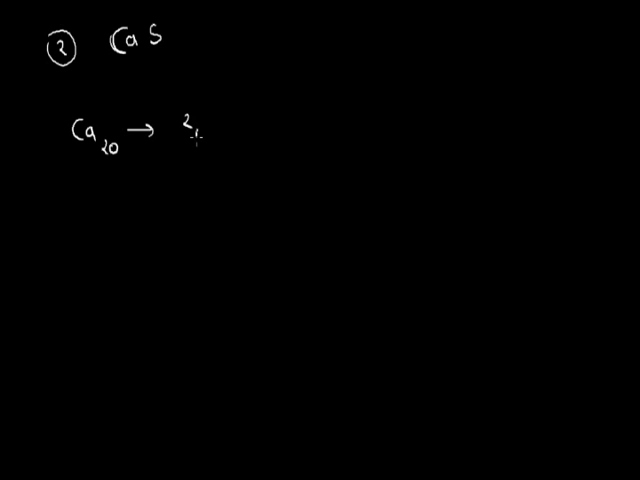 ② CaS
Ca₂₀ → 2,